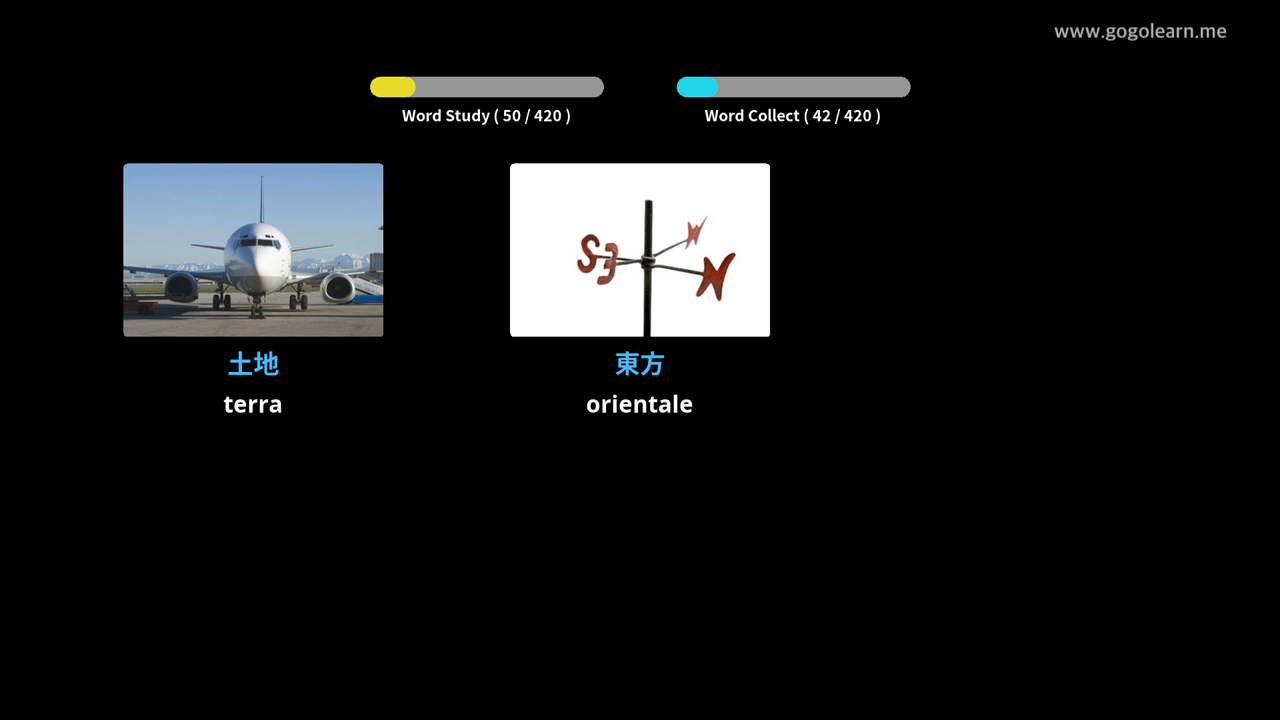 www.gogolearn.me
Word Study ( 50 / 420 )
Word Collect ( 42 / 420 )
S E N W
土地
terra
東方
orientale